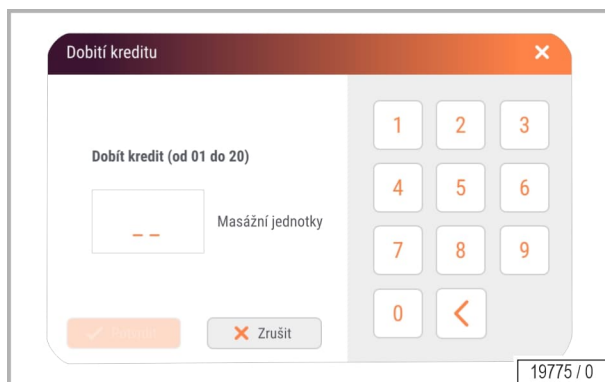 Dobití kreditu
Dobít kredit (od 01 do 20)
_ _
Masážní jednotky
Zrušit
1 2 3
4 5 6
7 8 9
0
19775 / 0